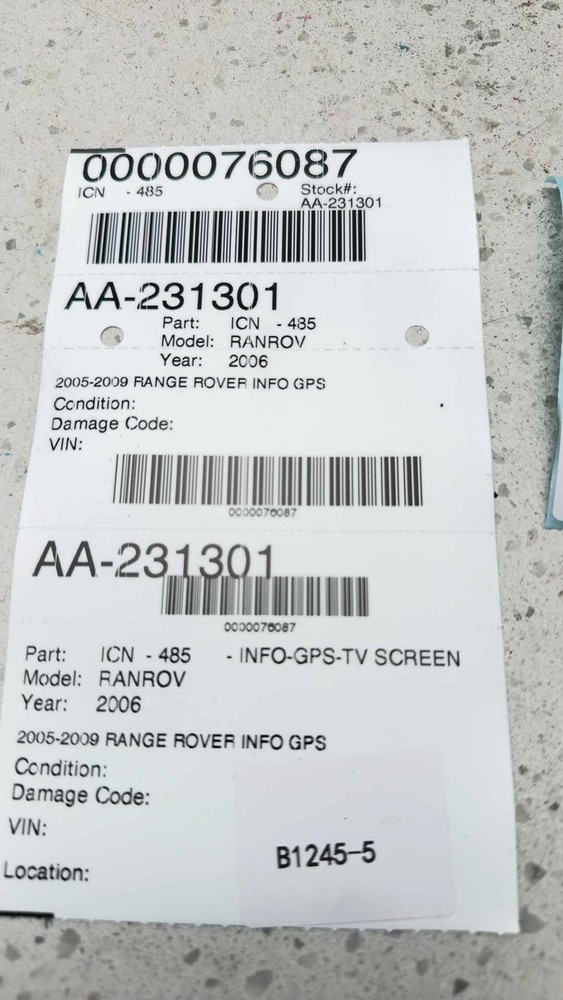 0000076087
ICN - 485
Stock#:
AA-231301
AA-231301
Part: ICN - 485
Model: RANROV
Year: 2006
2005-2009 RANGE ROVER INFO GPS
Condition:
Damage Code:
VIN:
0000076087
AA-231301
0000076087
Part: ICN - 485 - INFO-GPS-TV SCREEN
Model: RANROV
Year: 2006
2005-2009 RANGE ROVER INFO GPS
Condition:
Damage Code:
VIN:
Location:
B1245-5